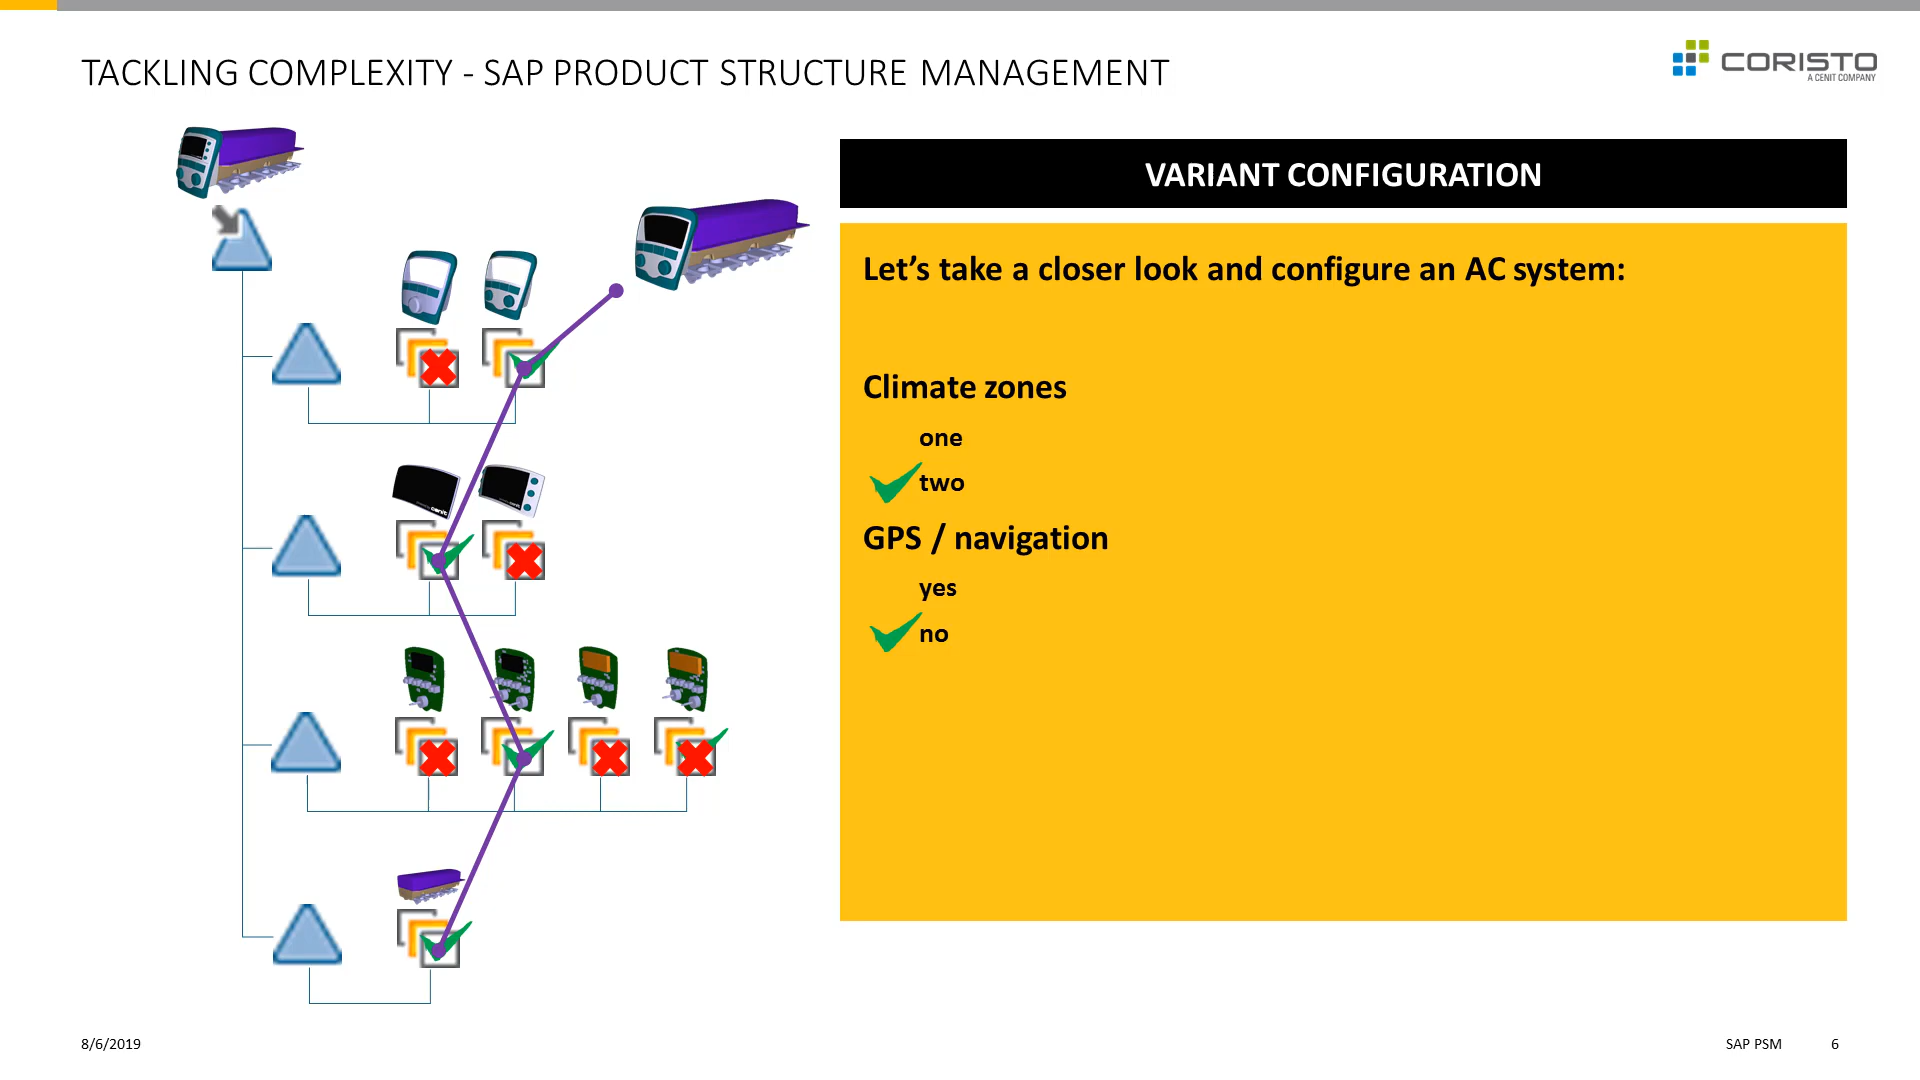 TACKLING COMPLEXITY - SAP PRODUCT STRUCTURE MANAGEMENT
CORISTO
A CENIT COMPANY
VARIANT CONFIGURATION
Let’s take a closer look and configure an AC system:
Climate zones
one
two
GPS / navigation
yes
no
cenit
8/6/2019
SAP PSM
6